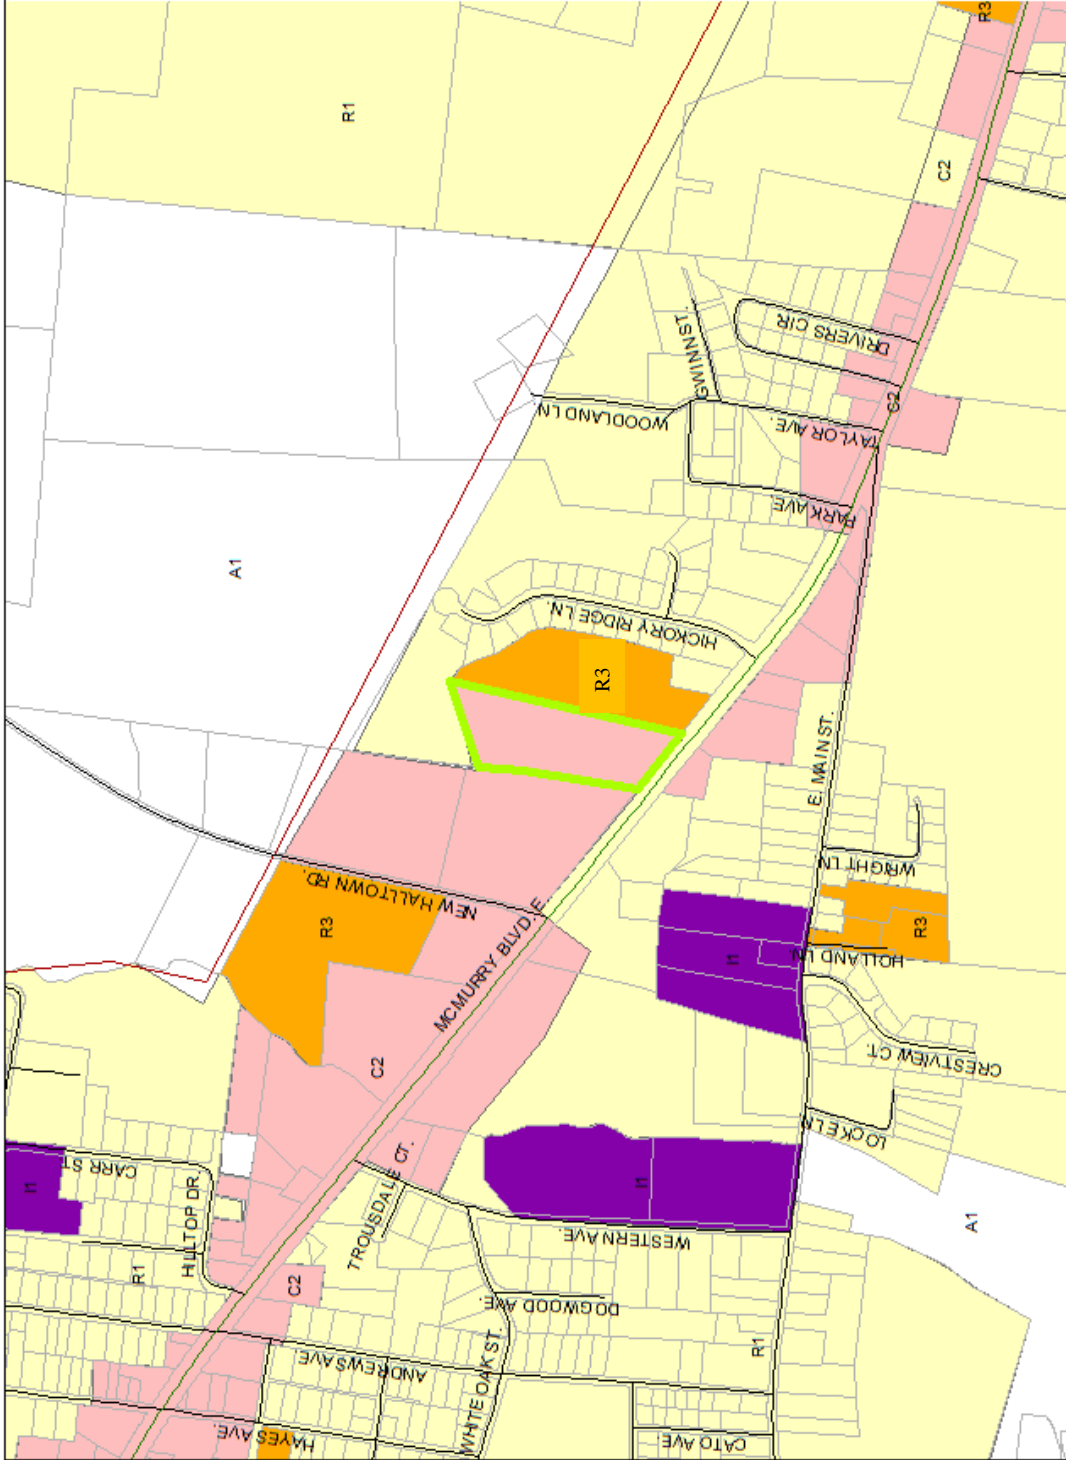 R3
R1
C2
GWINN ST.
DRIVERS CIR.
WOODLAND LN.
TAYLOR AVE.
C2
PARK AVE.
A1
HICKORY RIDGE LN.
R3
E. MAIN ST.
WRIGHT LN
NEW HALLTOWN RD.
R3
MCMURRY BLVD. E.
R3
HOLLAND LN.
I1
CRESTVIEW CT.
C2
LOCKE LN
TROUSDALE CT.
CARR ST
I1
HILLTOP DR.
I1
A1
WESTERN AVE.
R1
C2
DOGWOOD AVE.
R1
ANDREWS AVE.
WHITE OAK ST.
HAYES AVE.
CATO AVE.